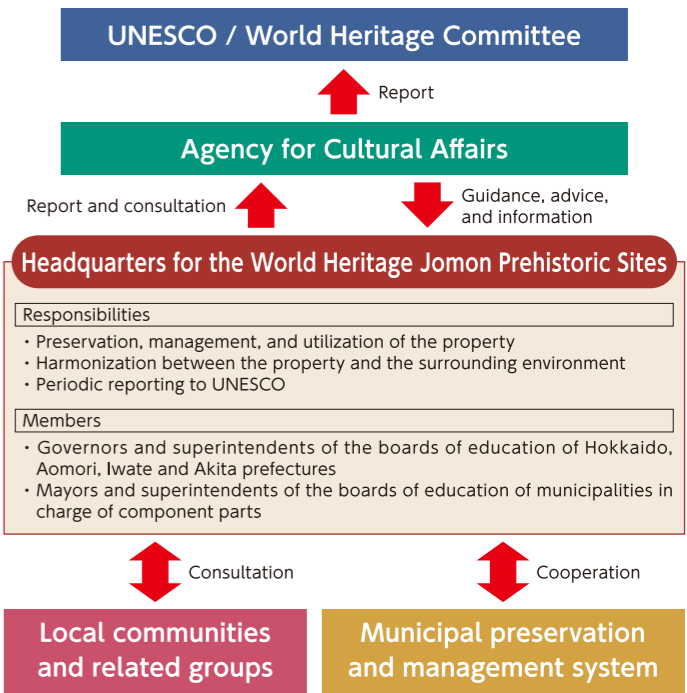 UNESCO / World Heritage Committee
Report
Agency for Cultural Affairs
Report and consultation
Guidance, advice,
and information
Headquarters for the World Heritage Jomon Prehistoric Sites
Responsibilities
・Preservation, management, and utilization of the property
・Harmonization between the property and the surrounding environment
・Periodic reporting to UNESCO
Members
・Governors and superintendents of the boards of education of Hokkaido,
Aomori, Iwate and Akita prefectures
・Mayors and superintendents of the boards of education of municipalities in
charge of component parts
Consultation
Cooperation
Local communities
and related groups
Municipal preservation
and management system